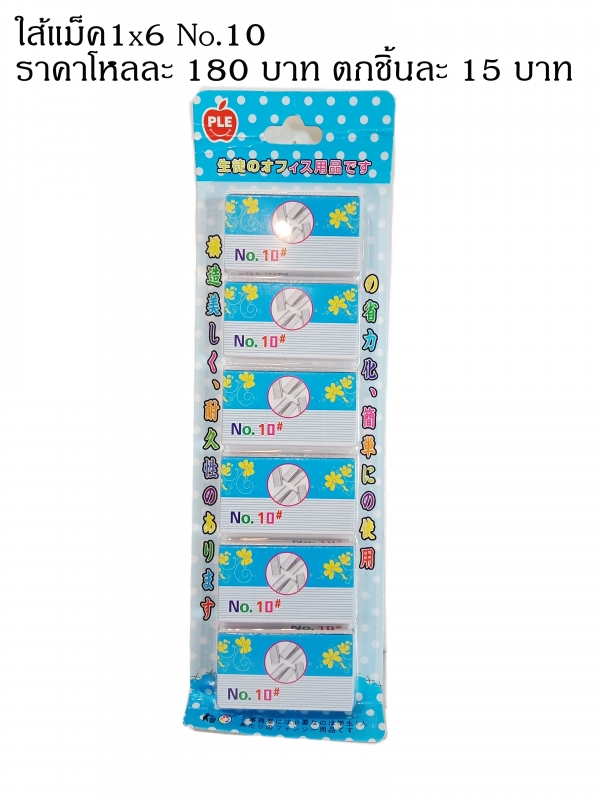 ไส้แม็ค1x6 No.10
ราคาโหลละ 180 บาท ตกชิ้นละ 15 บาท
PLE
生徒のオフィス用品です
構造美しく、耐久性のあります
の省力化、簡単にの使用
No.10#
No.10#
No.10#
No.10#
No.10#
No.10#